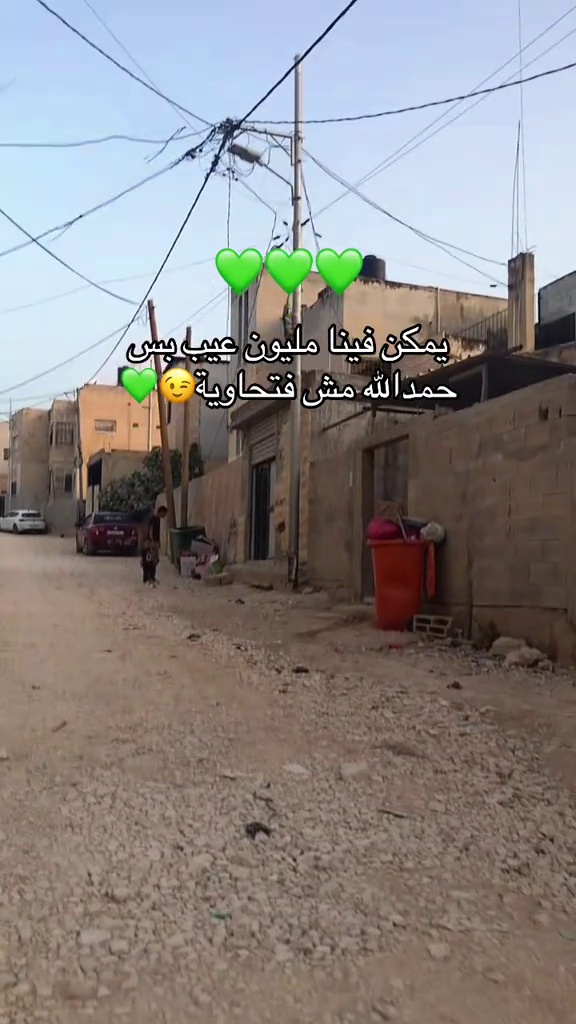 💚💚💚
يمكن فينا مليون عيب بس
حمدالله مش فتحاوية😉💚